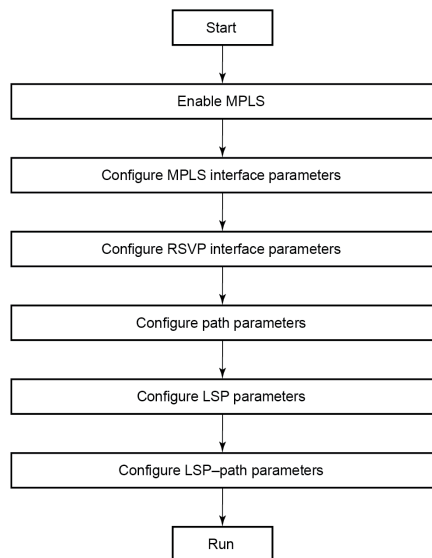 Start
Enable MPLS
Configure MPLS interface parameters
Configure RSVP interface parameters
Configure path parameters
Configure LSP parameters
Configure LSP–path parameters
Run